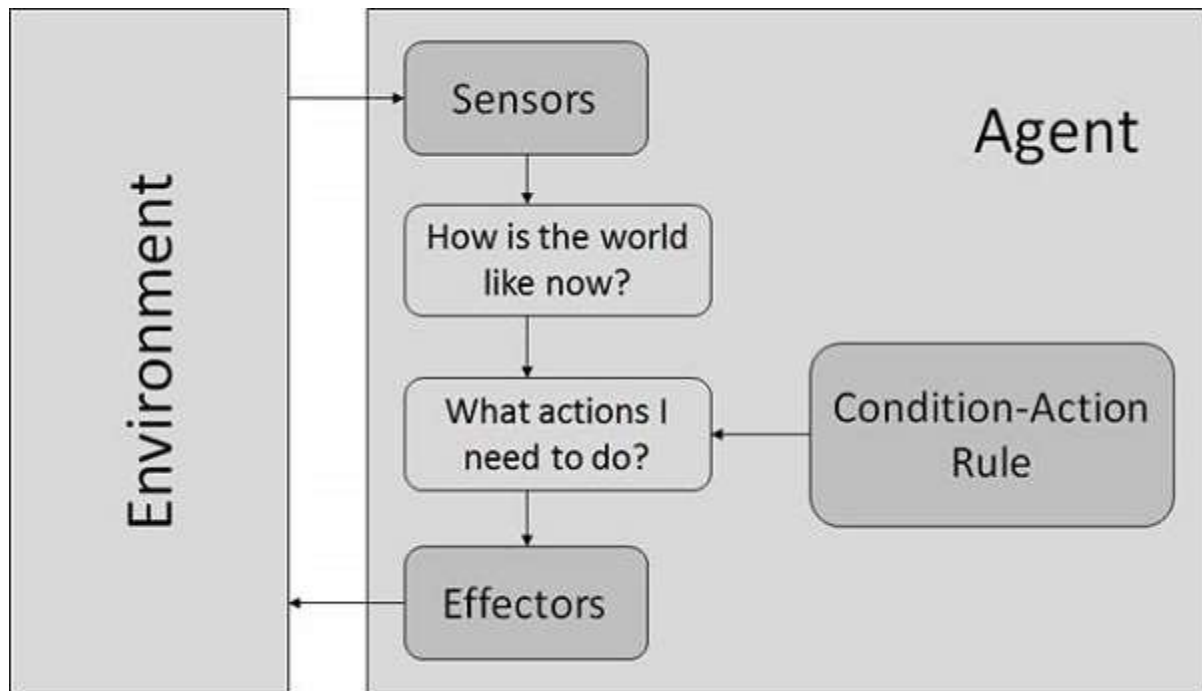 Environment
Sensors
Agent
How is the world
like now?
What actions I
need to do?
Condition-Action
Rule
Effectors